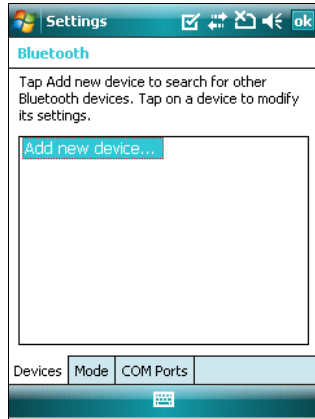 Settings
ok
Bluetooth
Tap Add new device to search for other
Bluetooth devices. Tap on a device to modify
its settings.
Add new device...
Devices Mode COM Ports